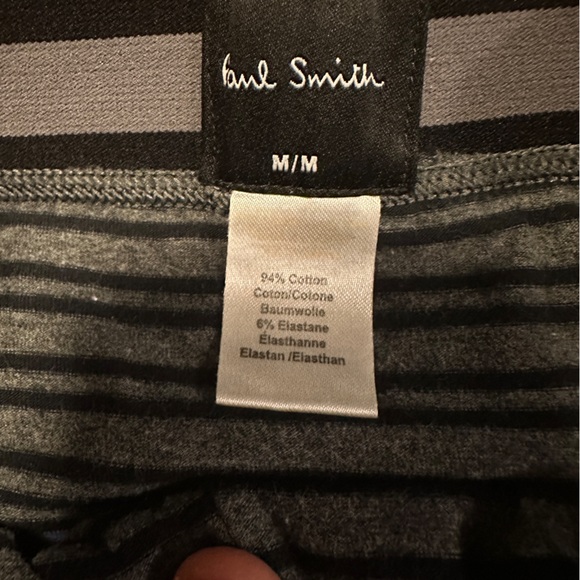 Paul Smith
M/M
94% Cotton
Coton/Cotone
Baumwolle
6% Elastane
Élasthanne
Elastan /Elasthan